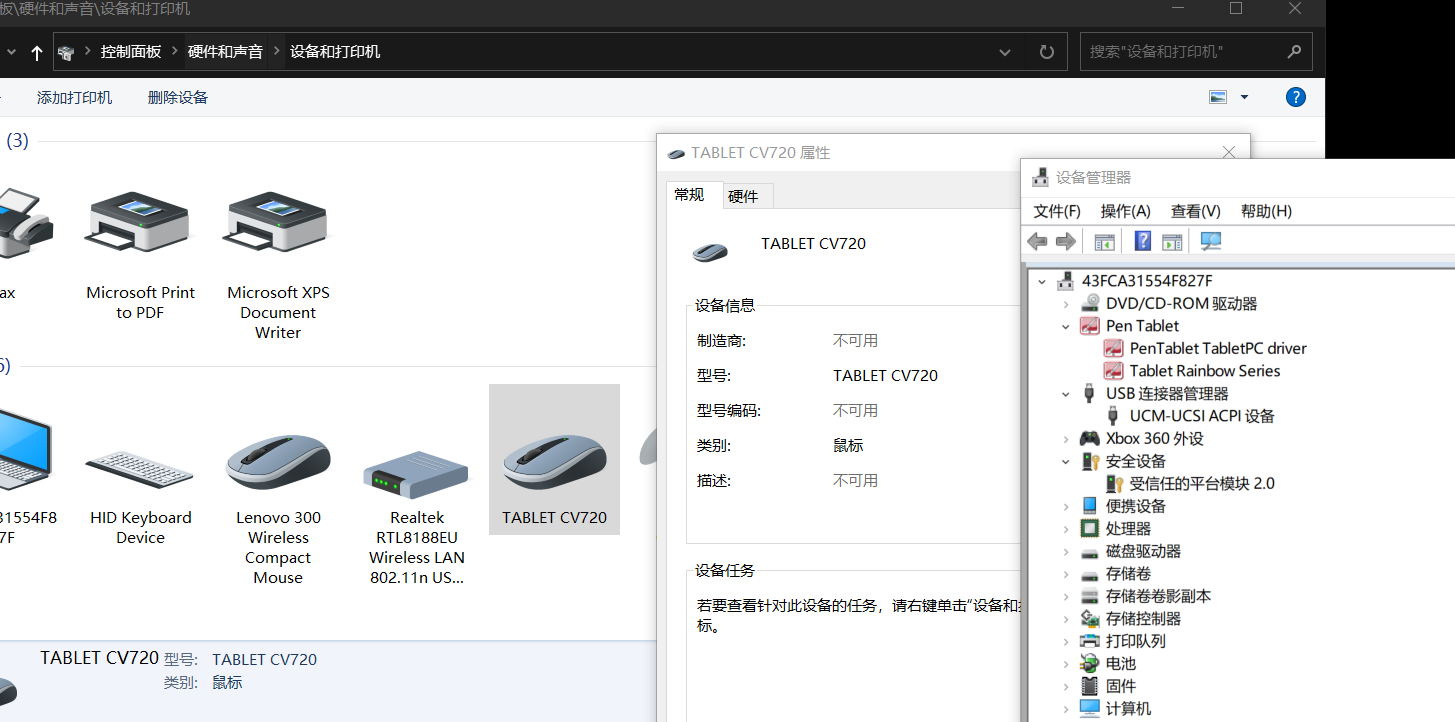 板\硬件和声音\设备和打印机
控制面板 硬件和声音 设备和打印机
搜索"设备和打印机"
添加打印机 删除设备
(3)
ax
Microsoft Print
to PDF
Microsoft XPS
Document
Writer
31554F8
7F
HID Keyboard
Device
Lenovo 300
Wireless
Compact
Mouse
Realtek
RTL8188EU
Wireless LAN
802.11n US...
TABLET CV720
TABLET CV720 型号: TABLET CV720
类别: 鼠标
TABLET CV720 属性
常规 硬件
TABLET CV720
设备信息
制造商: 不可用
型号: TABLET CV720
型号编码: 不可用
类别: 鼠标
描述: 不可用
设备任务
若要查看针对此设备的任务，请右键单击"设备和
标。
设备管理器
文件(F) 操作(A) 查看(V) 帮助(H)
43FCA31554F827F
DVD/CD-ROM 驱动器
Pen Tablet
PenTablet TabletPC driver
Tablet Rainbow Series
USB 连接器管理器
UCM-UCSI ACPI 设备
Xbox 360 外设
安全设备
受信任的平台模块 2.0
便携设备
处理器
磁盘驱动器
存储卷
存储卷卷影副本
存储控制器
打印队列
电池
固件
计算机